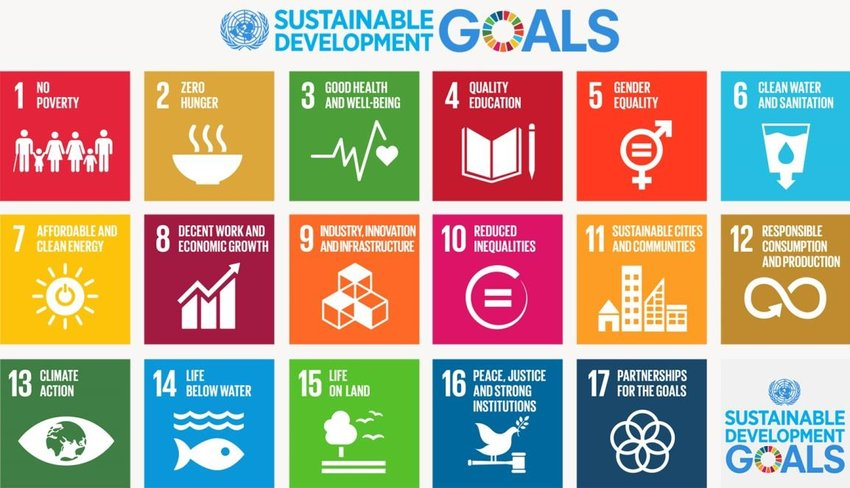 SUSTAINABLE
DEVELOPMENT
GOALS
1 NO
POVERTY
2 ZERO
HUNGER
3 GOOD HEALTH
AND WELL-BEING
4 QUALITY
EDUCATION
5 GENDER
EQUALITY
6 CLEAN WATER
AND SANITATION
7 AFFORDABLE AND
CLEAN ENERGY
8 DECENT WORK AND
ECONOMIC GROWTH
9 INDUSTRY, INNOVATION
AND INFRASTRUCTURE
10 REDUCED
INEQUALITIES
11 SUSTAINABLE CITIES
AND COMMUNITIES
12 RESPONSIBLE
CONSUMPTION
AND PRODUCTION
13 CLIMATE
ACTION
14 LIFE
BELOW WATER
15 LIFE
ON LAND
16 PEACE, JUSTICE
AND STRONG
INSTITUTIONS
17 PARTNERSHIPS
FOR THE GOALS
SUSTAINABLE
DEVELOPMENT
GOALS